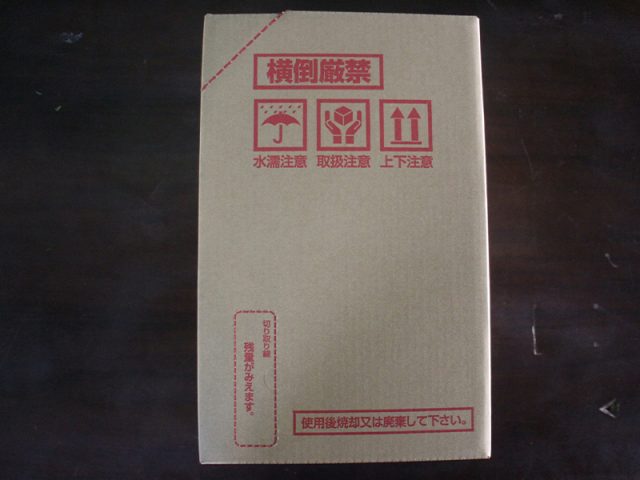 横倒厳禁
水濡注意 取扱注意 上下注意
切り取り線
残量がみえます。
使用後焼却又は廃棄して下さい。